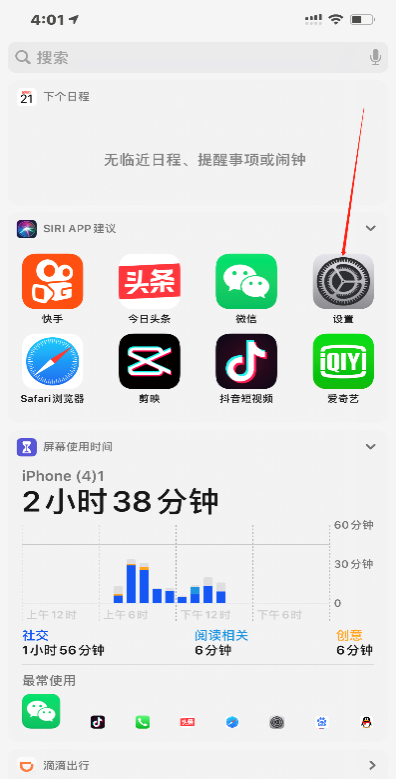 4:01
搜索
21
下个日程
无临近日程、提醒事项或闹钟
SIRI APP建议
头条
iQIYI
快手
今日头条
微信
设置
Safari浏览器
剪映
抖音短视频
爱奇艺
屏幕使用时间
iPhone (4)1
2小时38分钟
60分钟
30分钟
0
上午12时
上午6时
下午12时
下午6时
社交
阅读相关
创意
1小时56分钟
6分钟
6分钟
最常使用
头条
滴滴出行